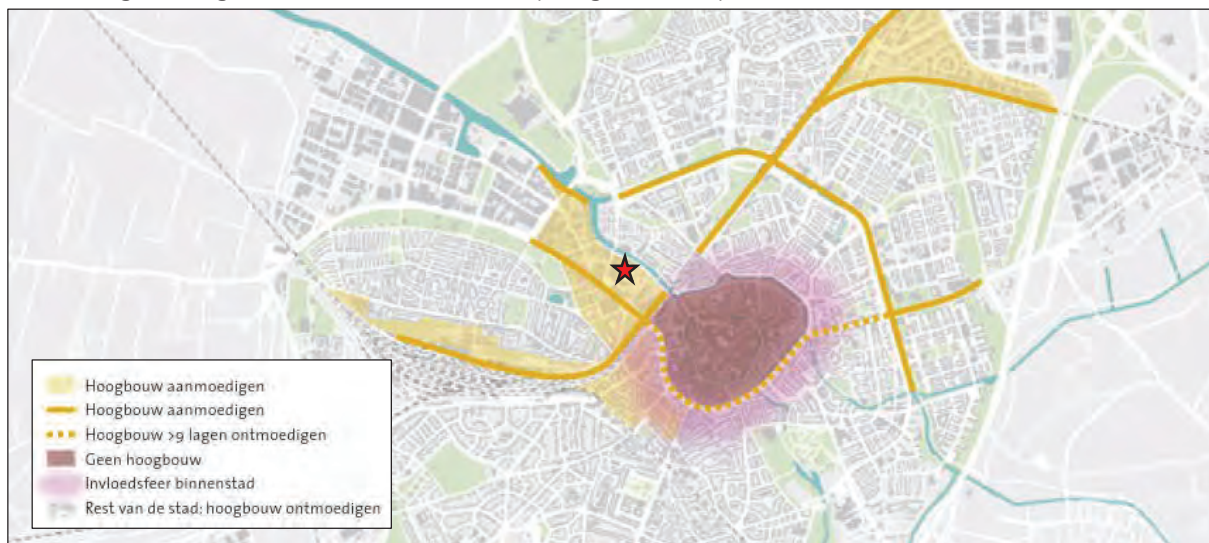 Hoogbouw aanmoedigen
Hoogbouw aanmoedigen
Hoogbouw >9 lagen ontmoedigen
Geen hoogbouw
Invloedsfeer binnenstad
Rest van de stad: hoogbouw ontmoedigen